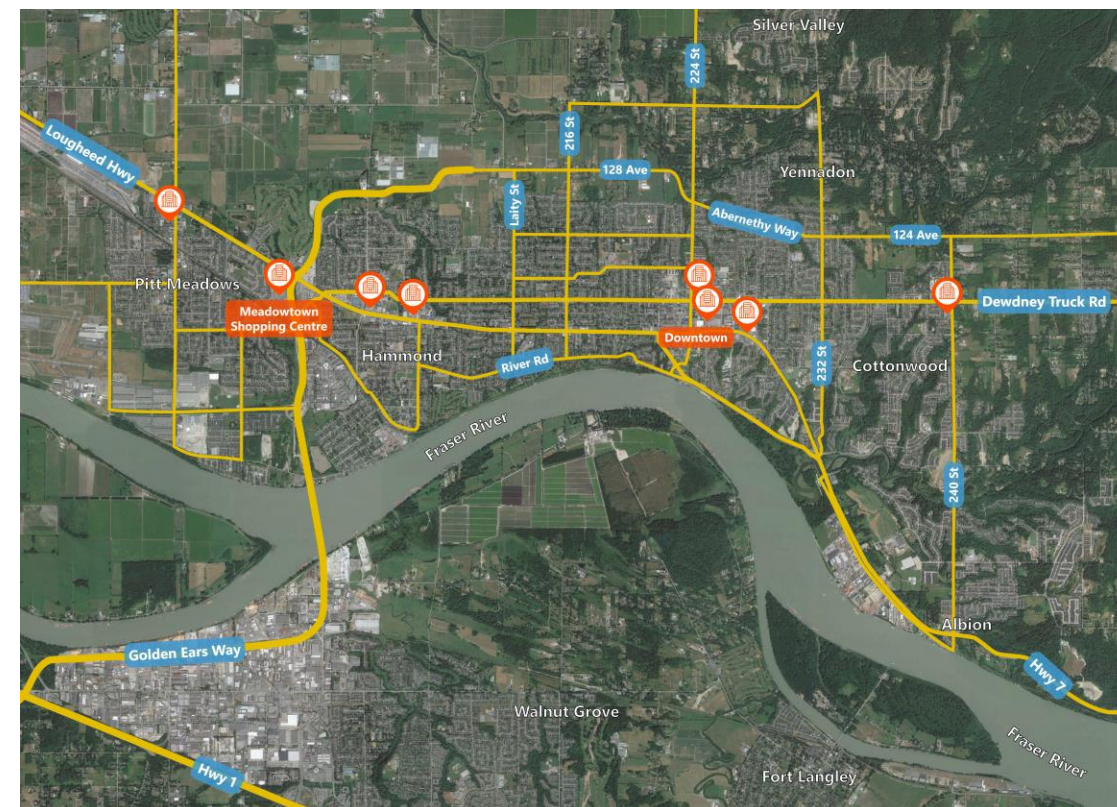 Silver Valley
224 St
Lougheed Hwy
216 St
128 Ave
Yennadon
Laity St
Abernethy Way
124 Ave
Pitt Meadows
Meadowtown
Shopping Centre
Dewdney Truck Rd
Downtown
Hammond
River Rd
232 St
Cottonwood
Fraser River
240 St
Albion
Golden Ears Way
Hwy 7
Walnut Grove
Fraser River
Hwy 1
Fort Langley